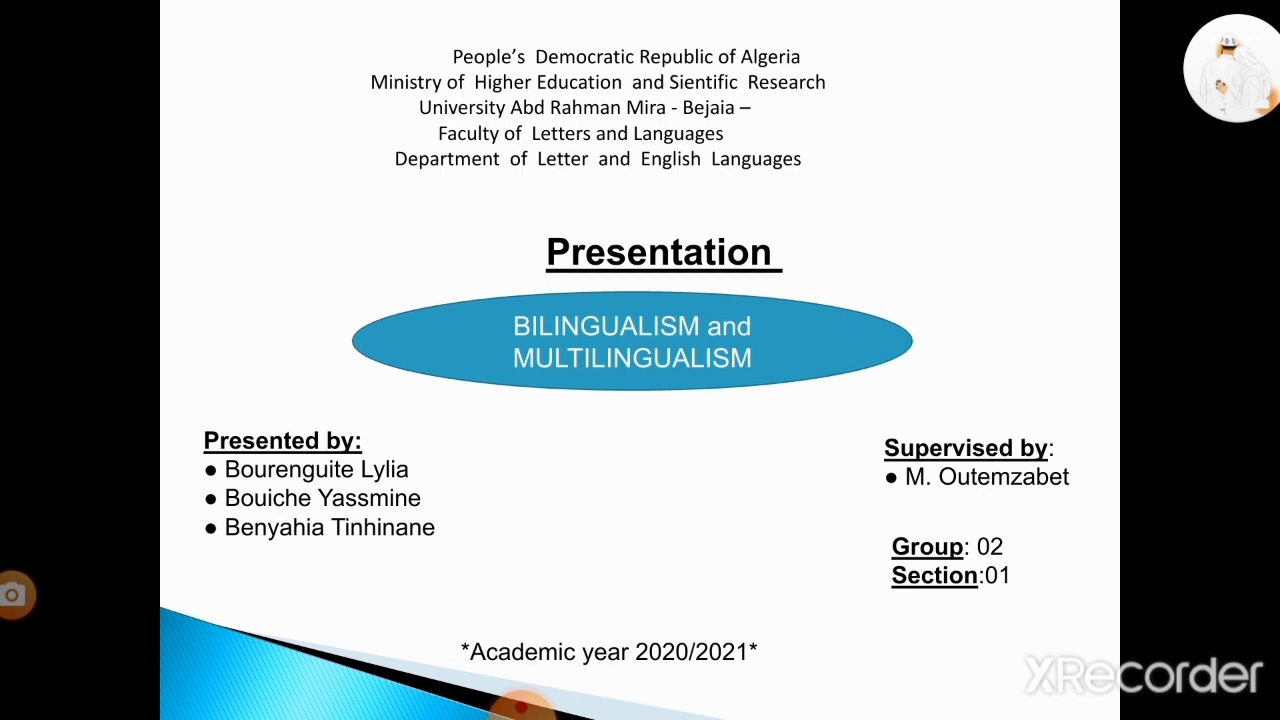 People’s Democratic Republic of Algeria
Ministry of Higher Education and Sientific Research
University Abd Rahman Mira - Bejaia –
Faculty of Letters and Languages
Department of Letter and English Languages
Presentation
BILINGUALISM and
MULTILINGUALISM
Presented by:
● Bourenguite Lylia
● Bouiche Yassmine
● Benyahia Tinhinane
Supervised by:
● M. Outemzabet
Group: 02
Section:01
*Academic year 2020/2021*
XRecorder